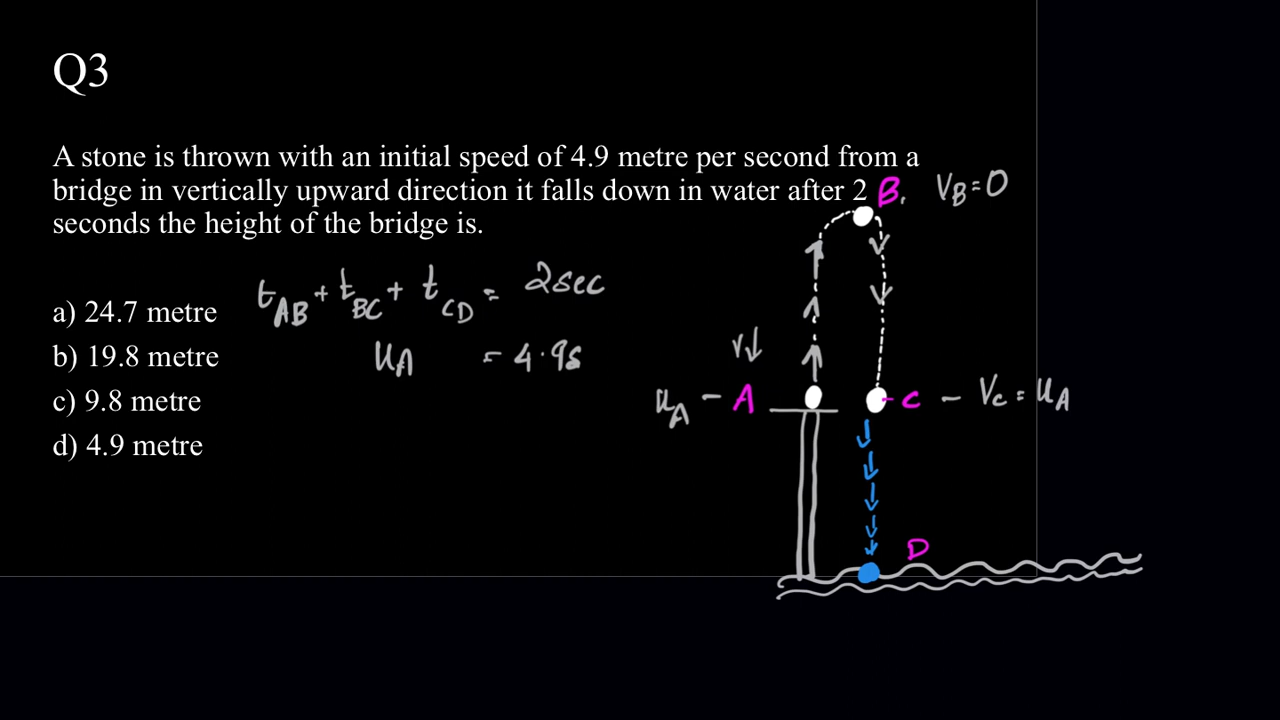 Q3
A stone is thrown with an initial speed of 4.9 metre per second from a
bridge in vertically upward direction it falls down in water after 2
seconds the height of the bridge is.
B. V_B=0
t_AB + t_BC + t_CD = 2sec
a) 24.7 metre
u_A = 4.9s
b) 19.8 metre
V↓
u_A - A
C - V_C = u_A
c) 9.8 metre
d) 4.9 metre
D